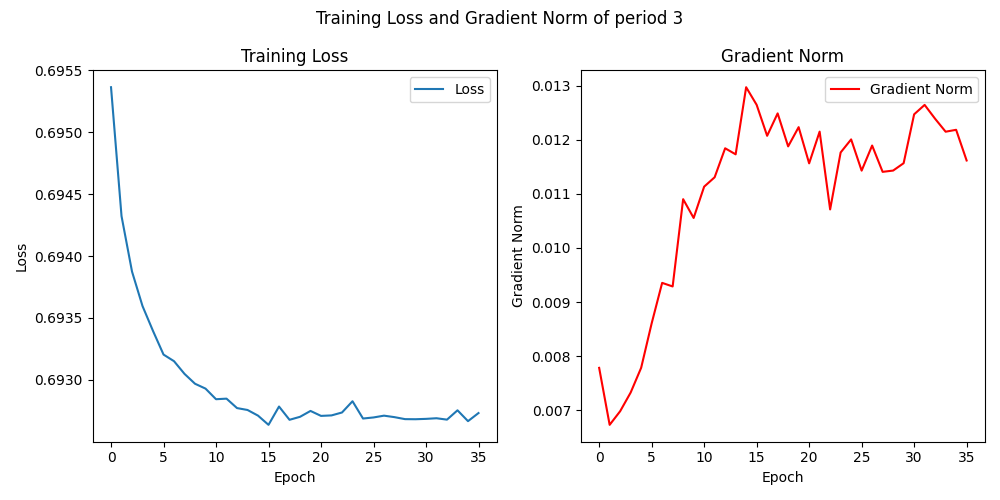 Training Loss and Gradient Norm of period 3
Training Loss
0.6955
0.6950
0.6945
0.6940
0.6935
0.6930
Loss
Loss
0 5 10 15 20 25 30 35
Epoch
Gradient Norm
0.013
0.012
0.011
0.010
0.009
0.008
0.007
Gradient Norm
Gradient Norm
0 5 10 15 20 25 30 35
Epoch